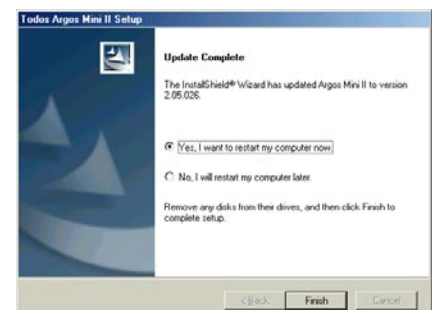 Todos Argos Mini II Setup
Update Complete
The InstallShield® Wizard has updated Argos Mini II to version
2.05.026.
Yes, I want to restart my computer now.
No, I will restart my computer later.
Remove any disks from their drives, and then click Finish to
complete setup.
< Back Finish Cancel